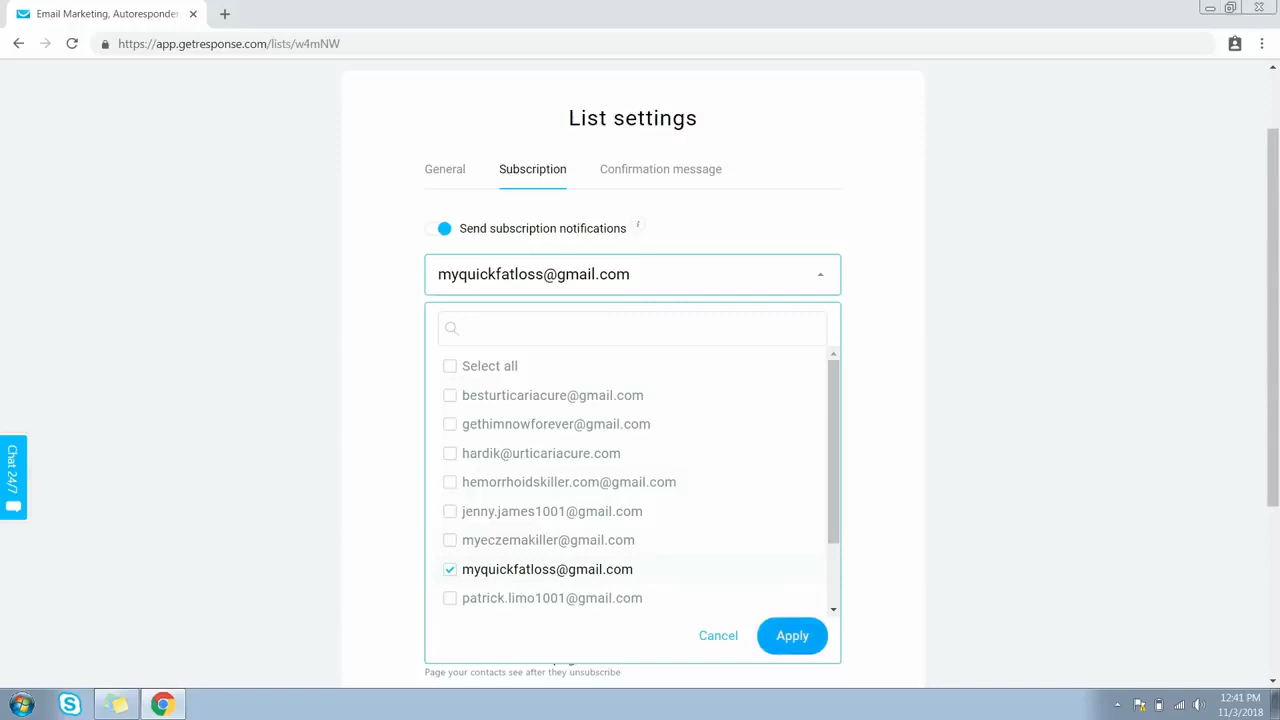 Email Marketing, Autoresponder
https://app.getresponse.com/lists/w4mNW
List settings
General Subscription Confirmation message
Send subscription notifications
myquickfatloss@gmail.com
Select all
besturticariacure@gmail.com
gethimnowforever@gmail.com
hardik@urticariacure.com
hemorrhoidskiller.com@gmail.com
jenny.james1001@gmail.com
myeczemakiller@gmail.com
myquickfatloss@gmail.com
patrick.limo1001@gmail.com
Cancel Apply
Page your contacts see after they unsubscribe
Chat 24/7
12:41 PM
11/3/2018